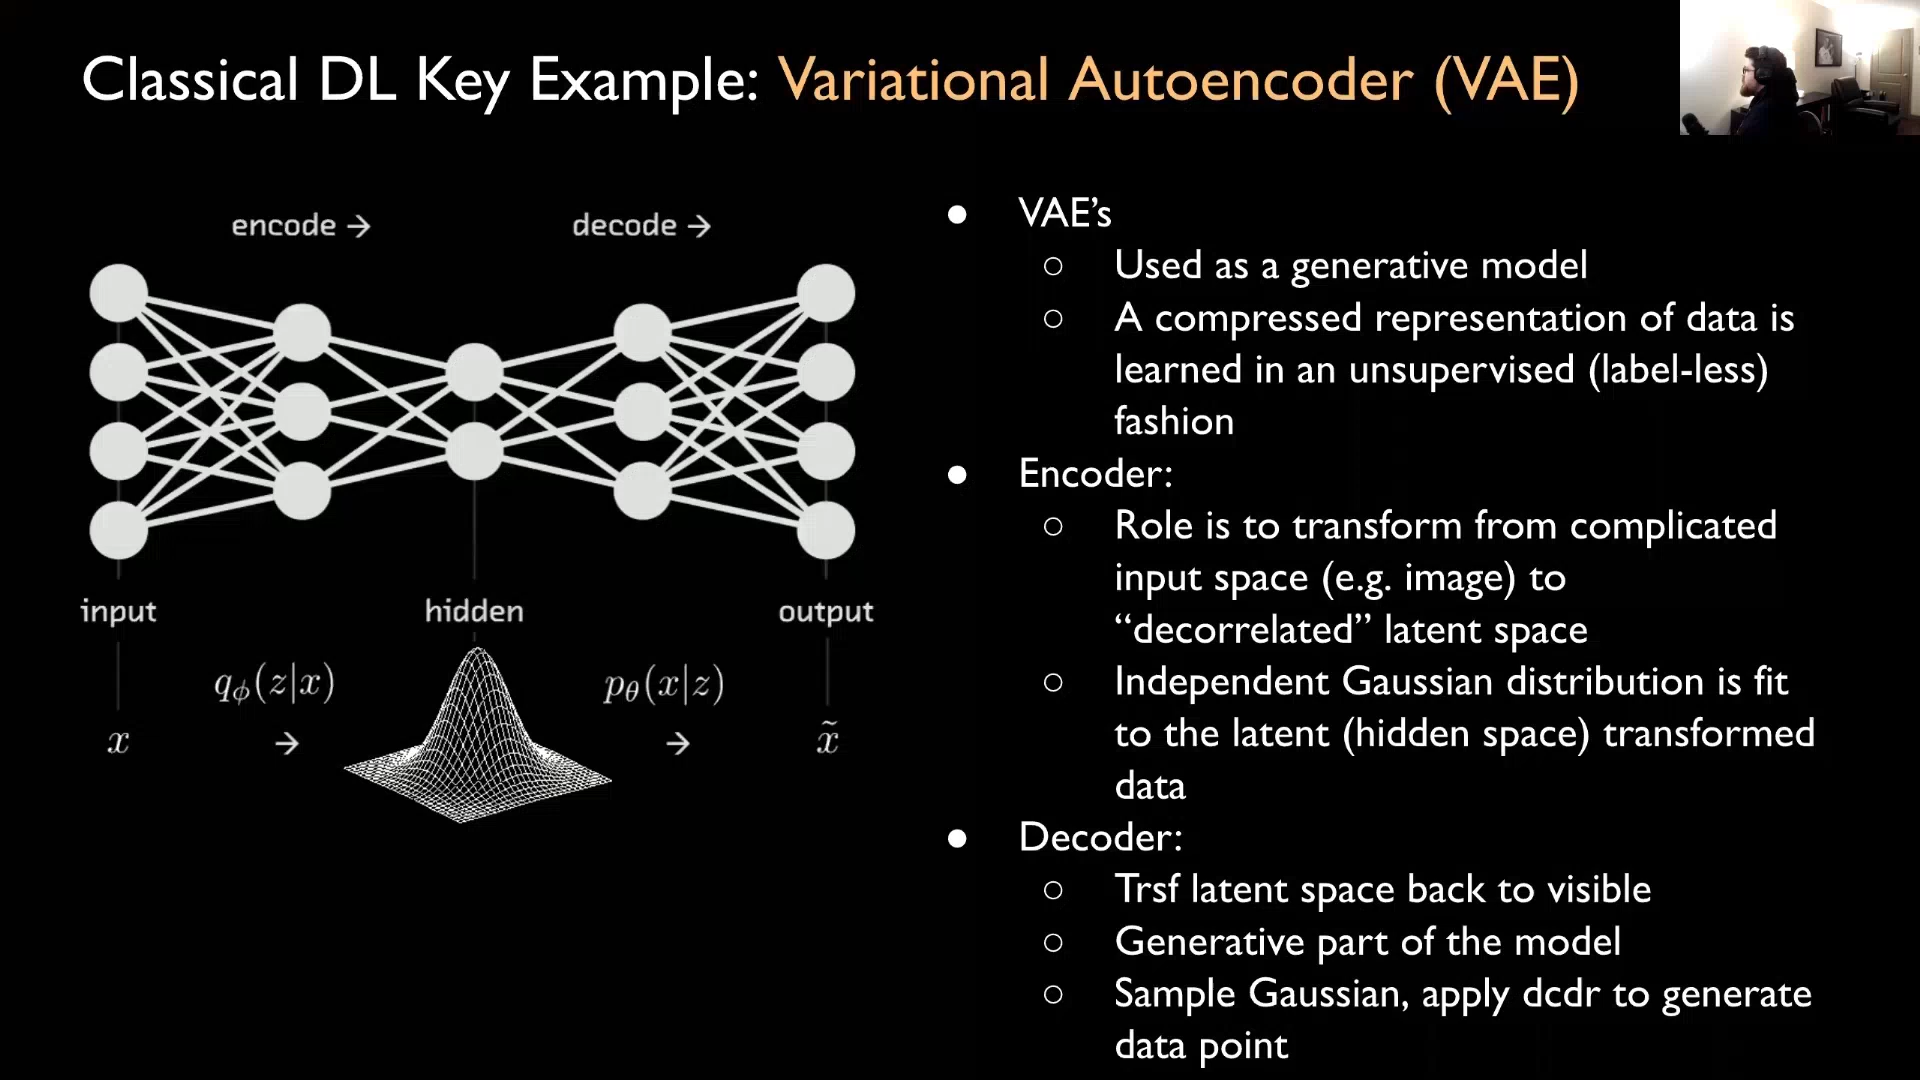 Classical DL Key Example: Variational Autoencoder (VAE)
encode →
decode →
input
hidden
output
qϕ(z|x)
pθ(x|z)
x
→
→
x̃
● VAE’s
○ Used as a generative model
○ A compressed representation of data is
learned in an unsupervised (label-less)
fashion
● Encoder:
○ Role is to transform from complicated
input space (e.g. image) to
“decorrelated” latent space
○ Independent Gaussian distribution is fit
to the latent (hidden space) transformed
data
● Decoder:
○ Trsf latent space back to visible
○ Generative part of the model
○ Sample Gaussian, apply dcdr to generate
data point